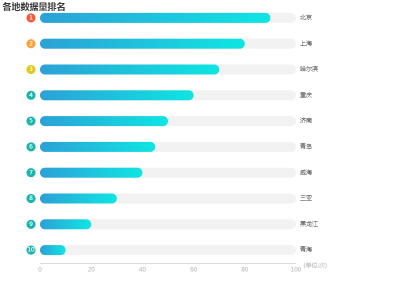 各地数据量排名
1 北京
2 上海
3 哈尔滨
4 重庆
5 济南
6 青岛
7 威海
8 三亚
9 黑龙江
10 青海
0 20 40 60 80 100 (单位:次)